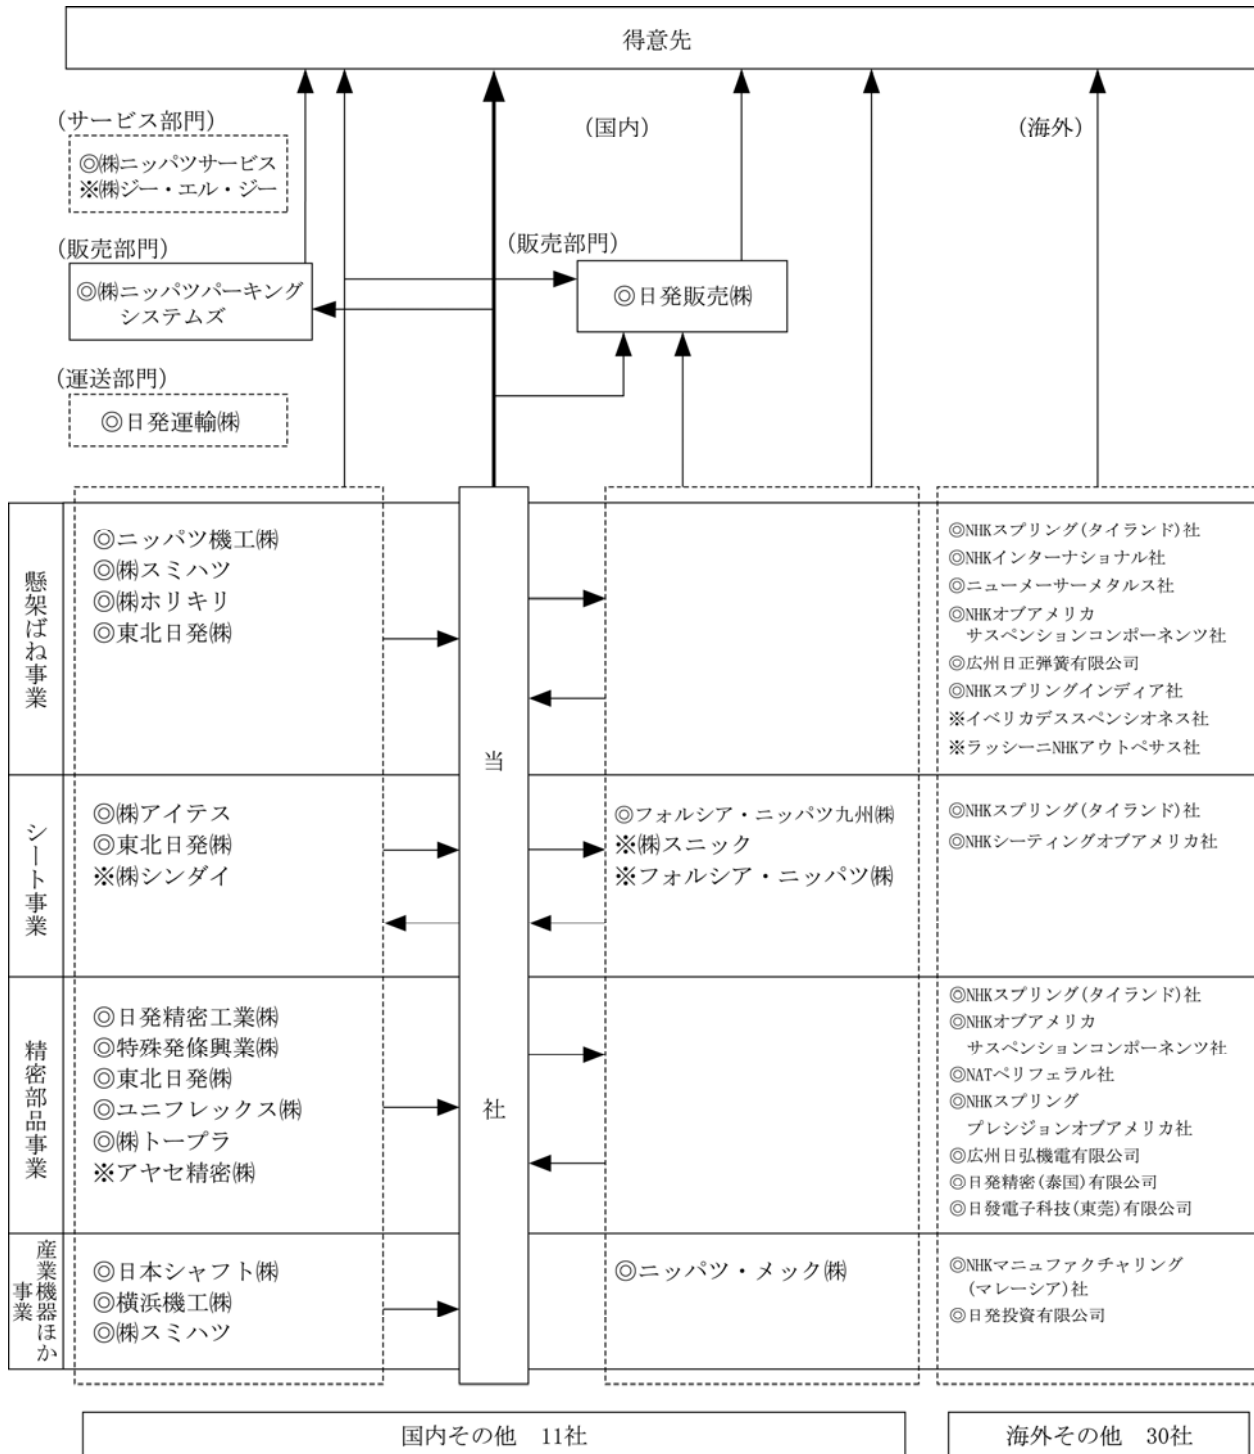 得意先
(サービス部門)
◎㈱ニッパツサービス
※㈱ジー・エル・ジー
(国内)
(海外)
(販売部門)
◎㈱ニッパツパーキング
システムズ
(販売部門)
◎日発販売㈱
(運送部門)
◎日発運輸㈱
懸架ばね事業
◎ニッパツ機工㈱
◎㈱スミハツ
◎㈱ホリキリ
◎東北日発㈱
◎NHKスプリング(タイランド)社
◎NHKインターナショナル社
◎ニューメーサーメタルス社
◎NHKオブアメリカ
サスペンションコンポーネンツ社
◎広州日正弾簧有限公司
◎NHKスプリングインディア社
※イベリカデススペンシオネス社
※ラッシーニNHKアウトペサス社
当社
シート事業
◎㈱アイテス
◎東北日発㈱
※㈱シンダイ
◎フォルシア・ニッパツ九州㈱
※㈱スニック
※フォルシア・ニッパツ㈱
◎NHKスプリング(タイランド)社
◎NHKシーティングオブアメリカ社
精密部品事業
◎日発精密工業㈱
◎特殊発條興業㈱
◎東北日発㈱
◎ユニフレックス㈱
◎㈱トープラ
※アヤセ精密㈱
◎NHKスプリング(タイランド)社
◎NHKオブアメリカ
サスペンションコンポーネンツ社
◎NATペリフェラル社
◎NHKスプリング
プレシジョンオブアメリカ社
◎広州日弘機電有限公司
◎日発精密(泰国)有限公司
◎日發電子科技(東莞)有限公司
産業機器ほか
事業
◎日本シャフト㈱
◎横浜機工㈱
◎㈱スミハツ
◎ニッパツ・メック㈱
◎NHKマニュファクチャリング
(マレーシア)社
◎日発投資有限公司
国内その他 11社
海外その他 30社